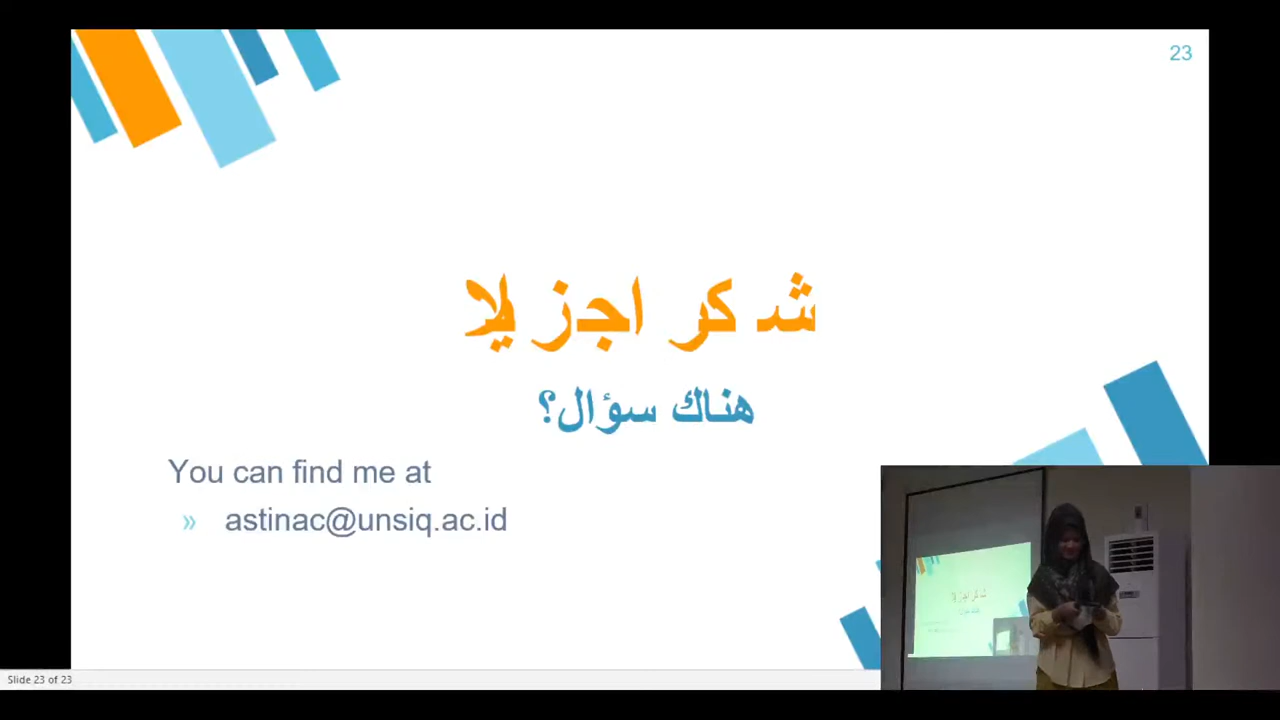 23
شكرا جزيلا
هناك سؤال؟
You can find me at
» astinac@unsiq.ac.id
Slide 23 of 23